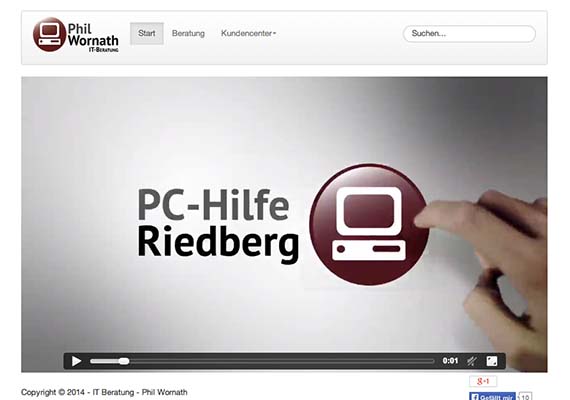 Phil
Wornath
IT-Beratung
Start
Beratung
Kundencenter
Suchen...
PC-Hilfe
Riedberg
0:01
g+1
Copyright © 2014 - IT Beratung - Phil Wornath
f Gefällt mir
10